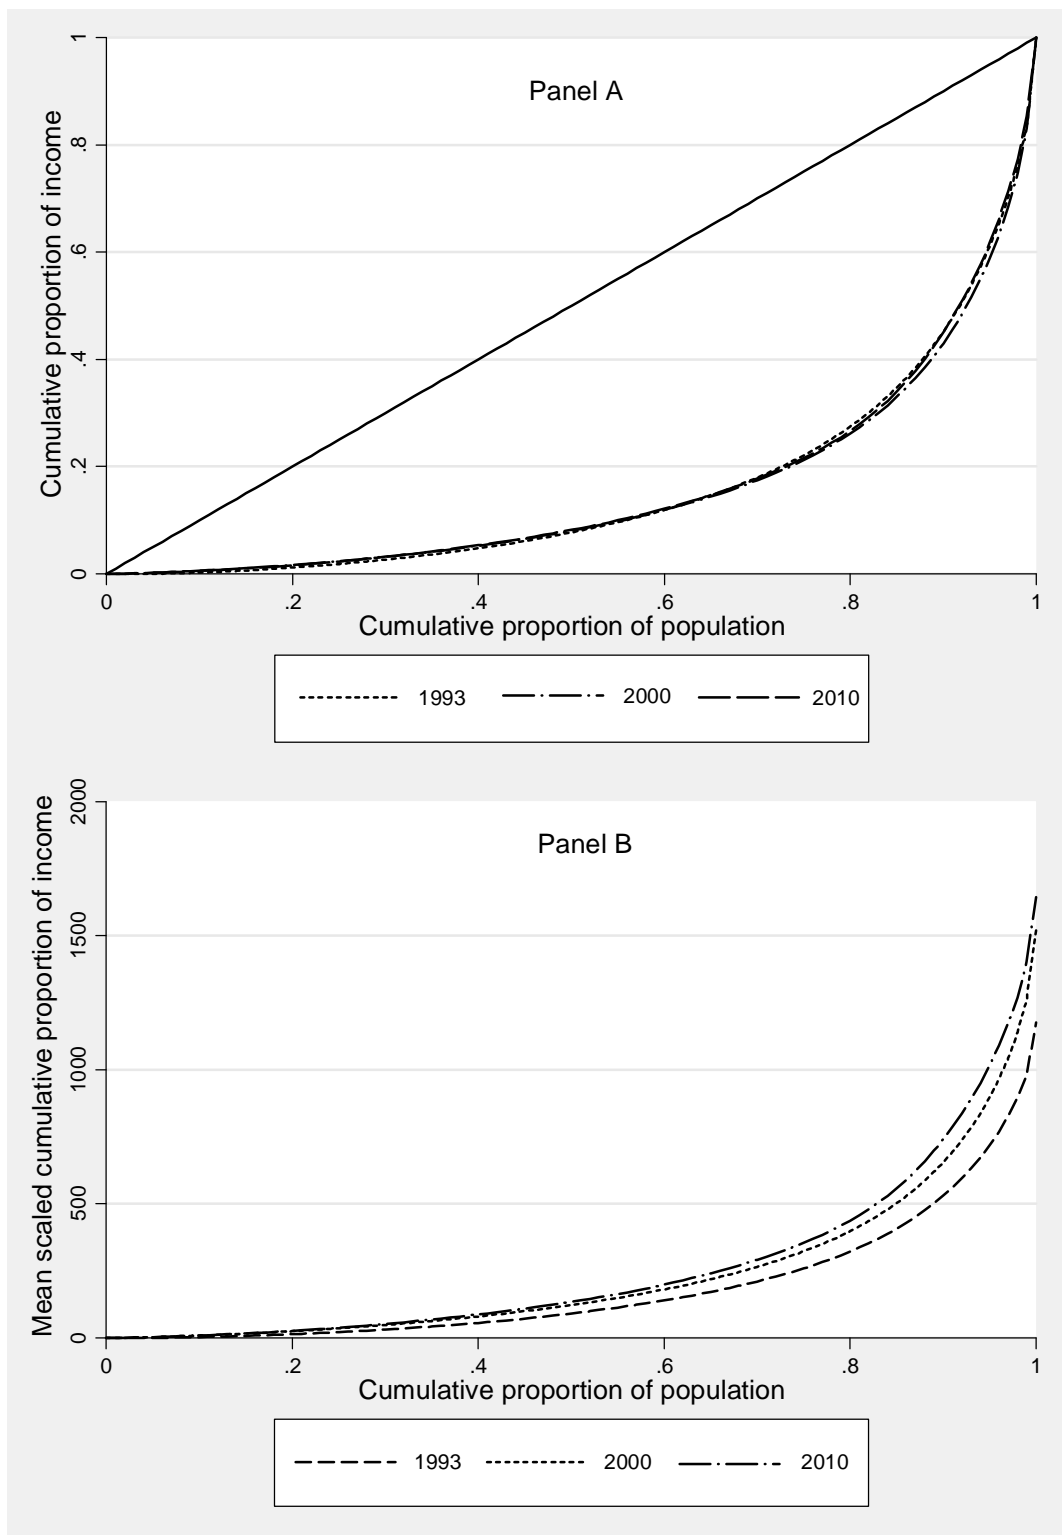 Panel A
Cumulative proportion of income
1
.8
.6
.4
.2
0
0 .2 .4 .6 .8 1
Cumulative proportion of population
1993 2000 2010
Panel B
Mean scaled cumulative proportion of income
2000
1500
1000
500
0
0 .2 .4 .6 .8 1
Cumulative proportion of population
1993 2000 2010